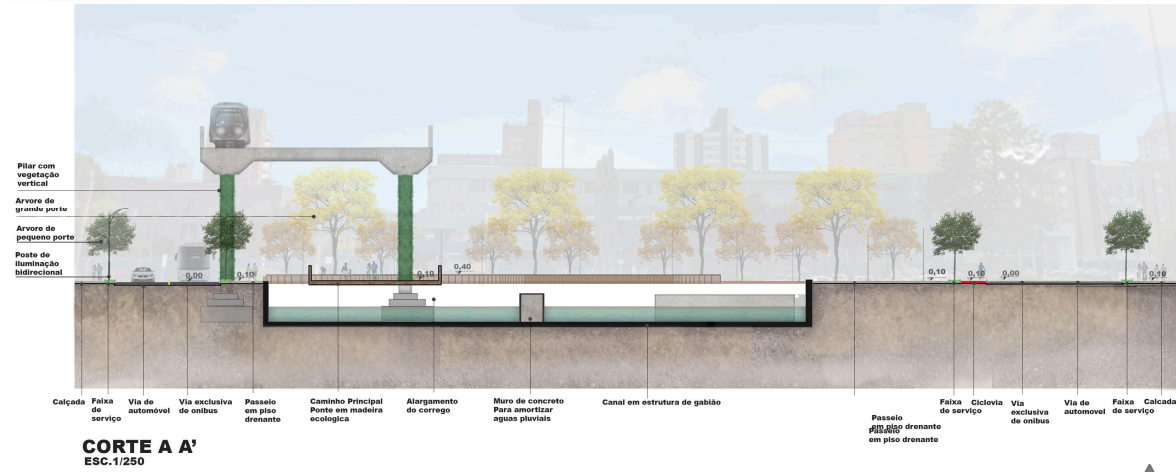 Pilar com
vegetação
vertical
Arvore de
grande porte
Arvore de
pequeno porte
Poste de
iluminação
bidirecional
0,00
0,10
0,10
0,40
0,10
0,10
0,00
0,10
Calçada
Faixa
de
serviço
Via de
automóvel
Via exclusiva
de onibus
Passeio
em piso
drenante
Caminho Principal
Ponte em madeira
ecologica
Alargamento
do corrego
Muro de concreto
Para amortizar
aguas pluviais
Canal em estrutura de gabião
Passeio
em piso drenante
Passeio
em piso drenante
Faixa
de serviço
Ciclovia
Via
exclusiva
de onibus
Via de
automovel
Faixa
de serviço
Calcada
CORTE A A’
ESC.1/250